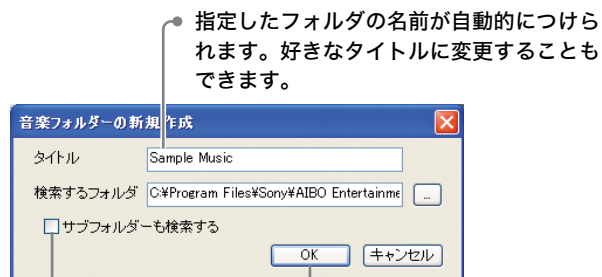 指定したフォルダの名前が自動的につけら
れます。好きなタイトルに変更することも
できます。
音楽フォルダーの新規作成
タイトル Sample Music
検索するフォルダ C:¥Program Files¥Sony¥AIBO Entertainme ...
サブフォルダーも検索する
OK キャンセル